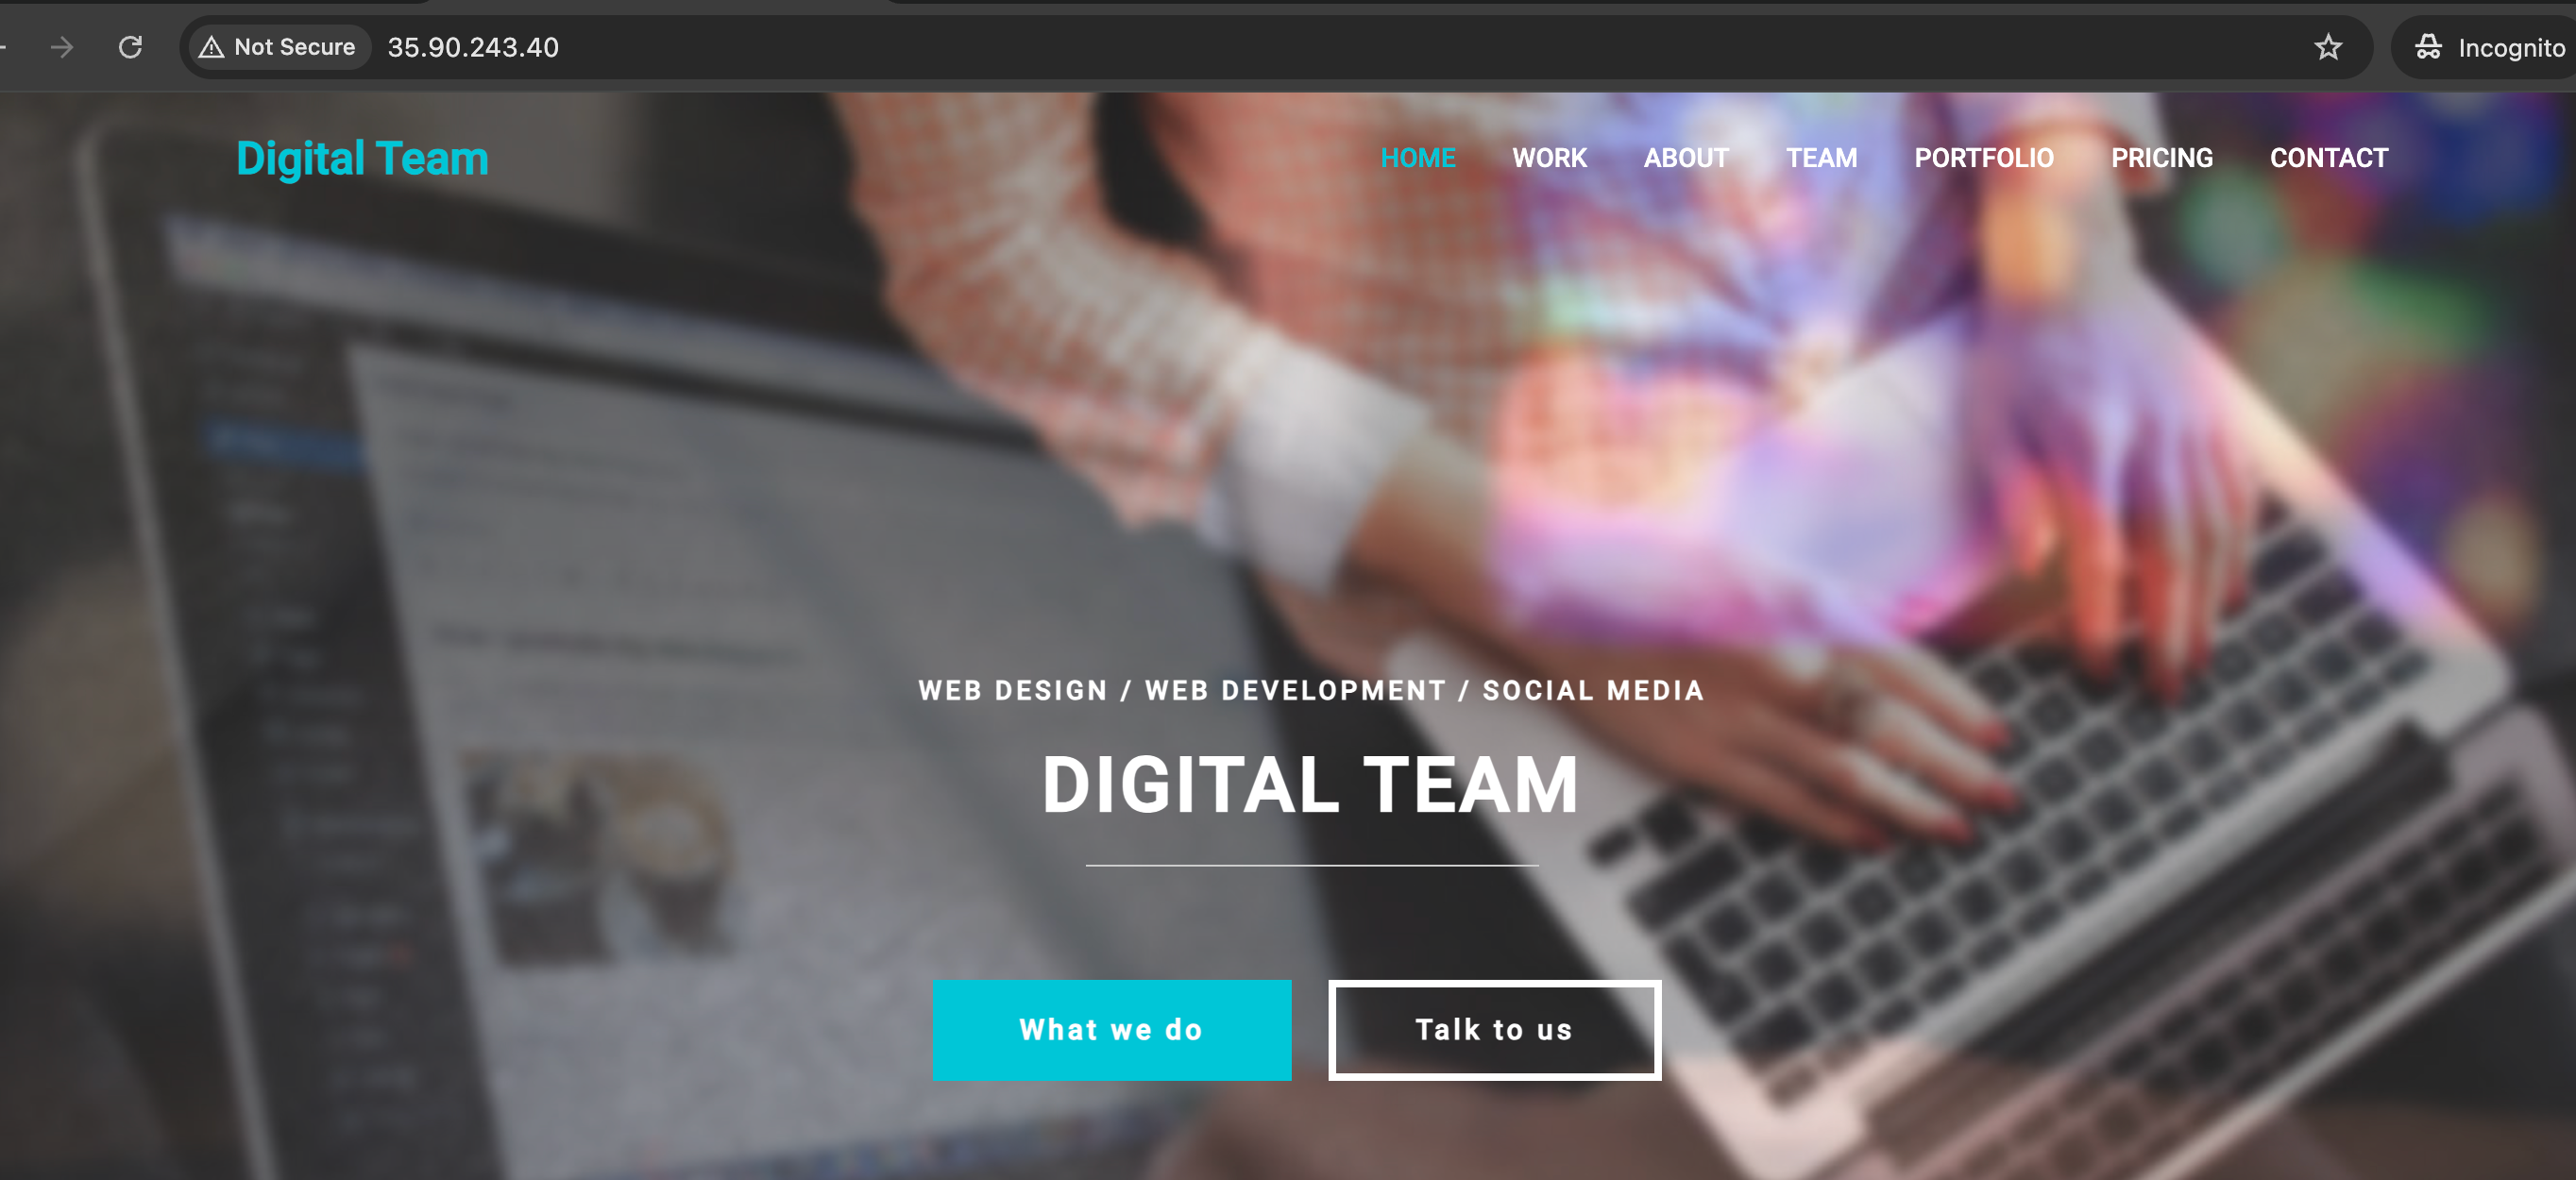 Not Secure 35.90.243.40 Incognito
Digital Team HOME WORK ABOUT TEAM PORTFOLIO PRICING CONTACT
WEB DESIGN / WEB DEVELOPMENT / SOCIAL MEDIA
DIGITAL TEAM
What we do Talk to us